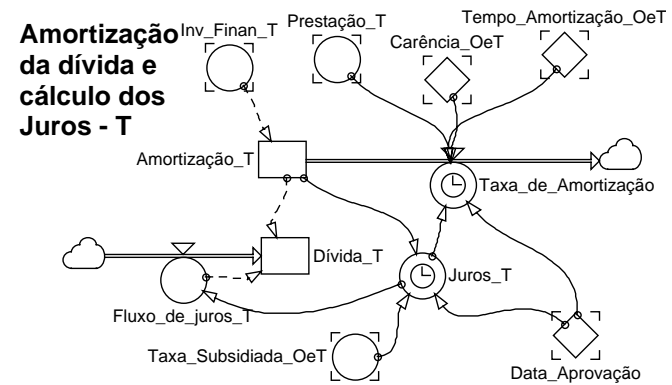 Amortização
da dívida e
cálculo dos
Juros - T
Inv_Finan_T
Prestação_T
Carência_OeT
Tempo_Amortização_OeT
Amortização_T
Taxa_de_Amortização
Dívida_T
Juros_T
Fluxo_de_juros_T
Taxa_Subsidiada_OeT
Data_Aprovação